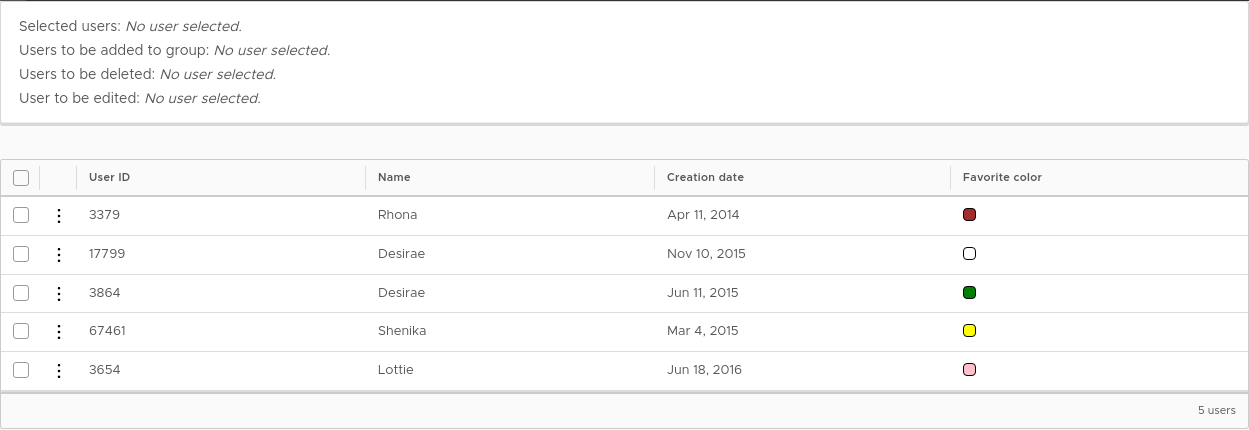 Selected users: No user selected.
Users to be added to group: No user selected.
Users to be deleted: No user selected.
User to be edited: No user selected.
User ID Name Creation date Favorite color
3379 Rhona Apr 11, 2014
17799 Desirae Nov 10, 2015
3864 Desirae Jun 11, 2015
67461 Shenika Mar 4, 2015
3654 Lottie Jun 18, 2016
5 users